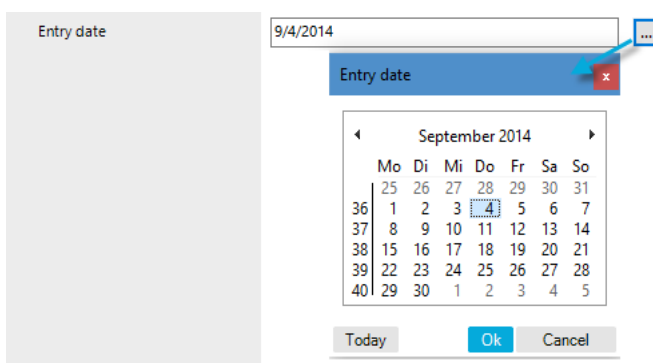 Entry date 9/4/2014 ...
Entry date x
September 2014
Mo Di Mi Do Fr Sa So
25 26 27 28 29 30 31
36 1 2 3 4 5 6 7
37 8 9 10 11 12 13 14
38 15 16 17 18 19 20 21
39 22 23 24 25 26 27 28
40 29 30 1 2 3 4 5
Today Ok Cancel